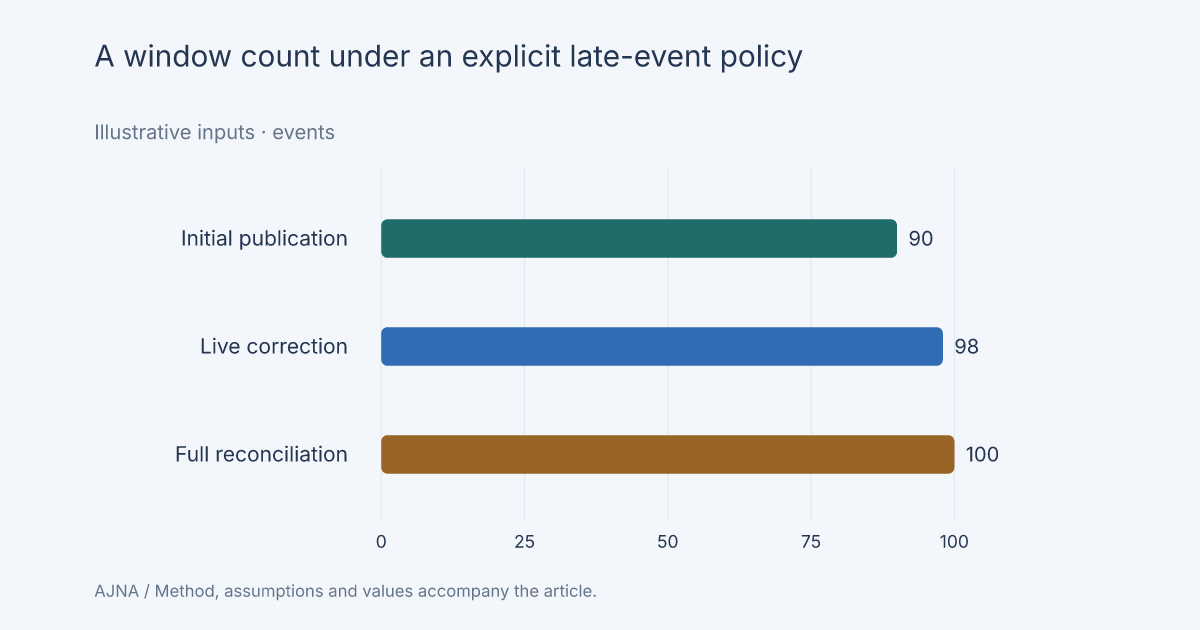 A window count under an explicit late-event policy
Illustrative inputs · events
Initial publication 90
Live correction 98
Full reconciliation 100
0 25 50 75 100
AJNA / Method, assumptions and values accompany the article.